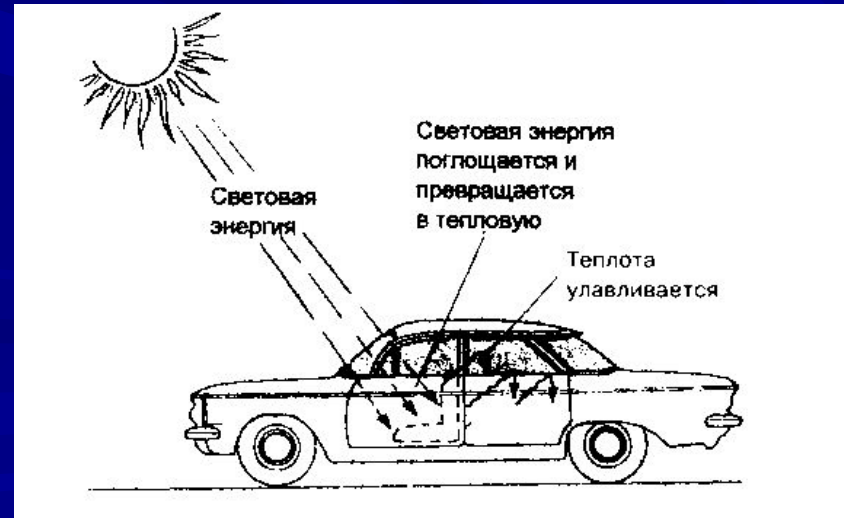 Световая
энергия
Световая энергия
поглощается и
превращается
в тепловую
Теплота
улавливается